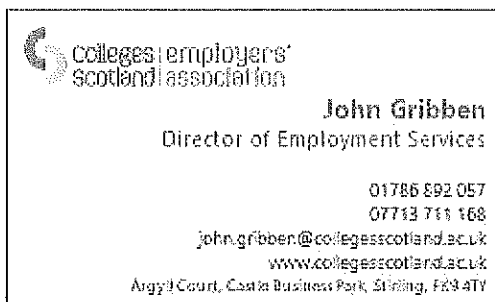 colleges employers'
scotland association
John Gribben
Director of Employment Services
01786 892 057
07713 711 168
john.gribben@collegesscotland.ac.uk
www.collegesscotland.ac.uk
Argyll Court, Castle Business Park, Stirling, FK9 4TY